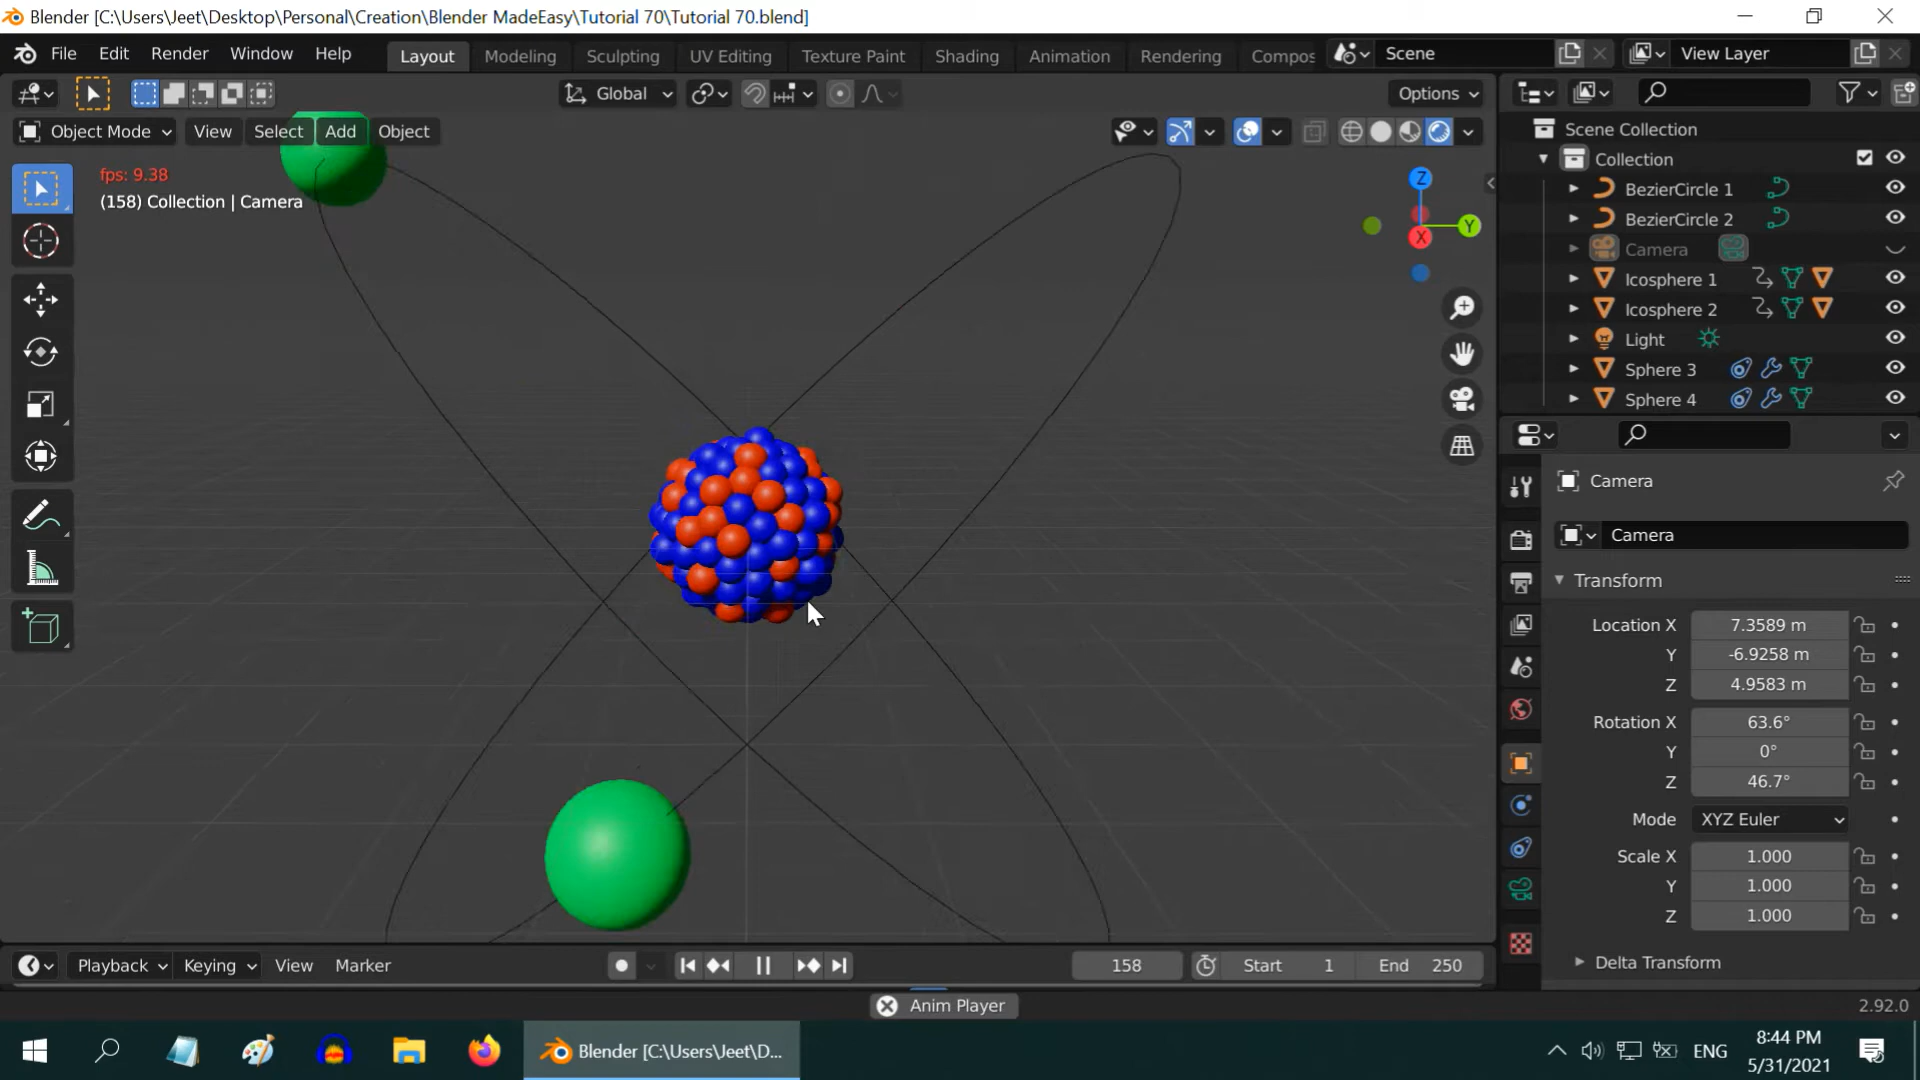 Blender [C:\Users\Jeet\Desktop\Personal\Creation\Blender MadeEasy\Tutorial 70\Tutorial 70.blend]
File Edit Render Window Help Layout Modeling Sculpting UV Editing Texture Paint Shading Animation Rendering Compos Scene View Layer
Global Options
Object Mode View Select Add Object
Scene Collection
Collection
fps: 9.38
(158) Collection | Camera
Z
Y
X
BezierCircle 1
BezierCircle 2
Camera
Icosphere 1
Icosphere 2
Light
Sphere 3
Sphere 4
Camera
Camera
Transform
Location X 7.3589 m
Y -6.9258 m
Z 4.9583 m
Rotation X 63.6°
Y 0°
Z 46.7°
Mode XYZ Euler
Scale X 1.000
Y 1.000
Z 1.000
Delta Transform
Playback Keying View Marker 158 Start 1 End 250
Anim Player
2.92.0
Blender [C:\Users\Jeet\D...
ENG
8:44 PM
5/31/2021